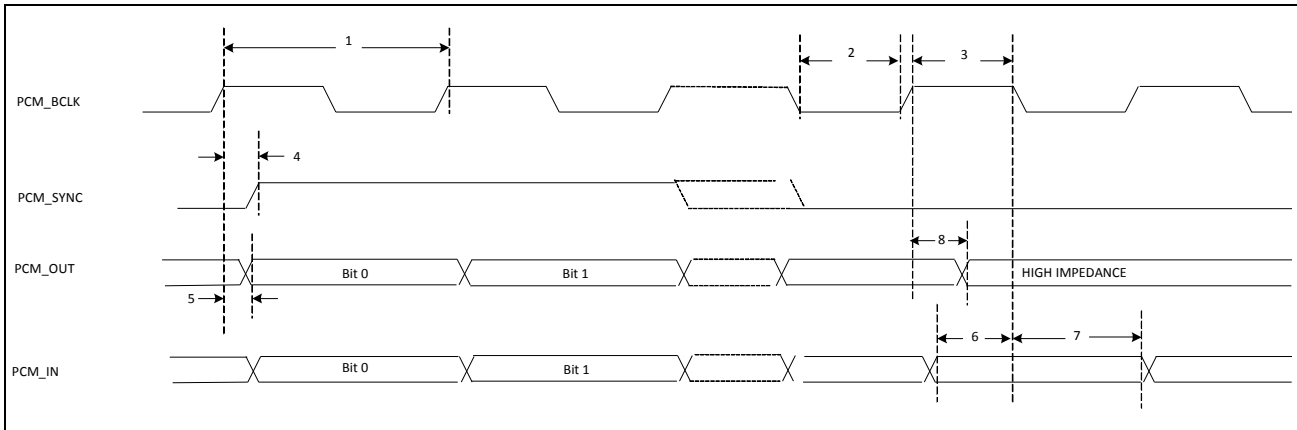 1
2
3
PCM_BCLK
4
PCM_SYNC
8
PCM_OUT
Bit 0
Bit 1
HIGH IMPEDANCE
5
6
7
PCM_IN
Bit 0
Bit 1